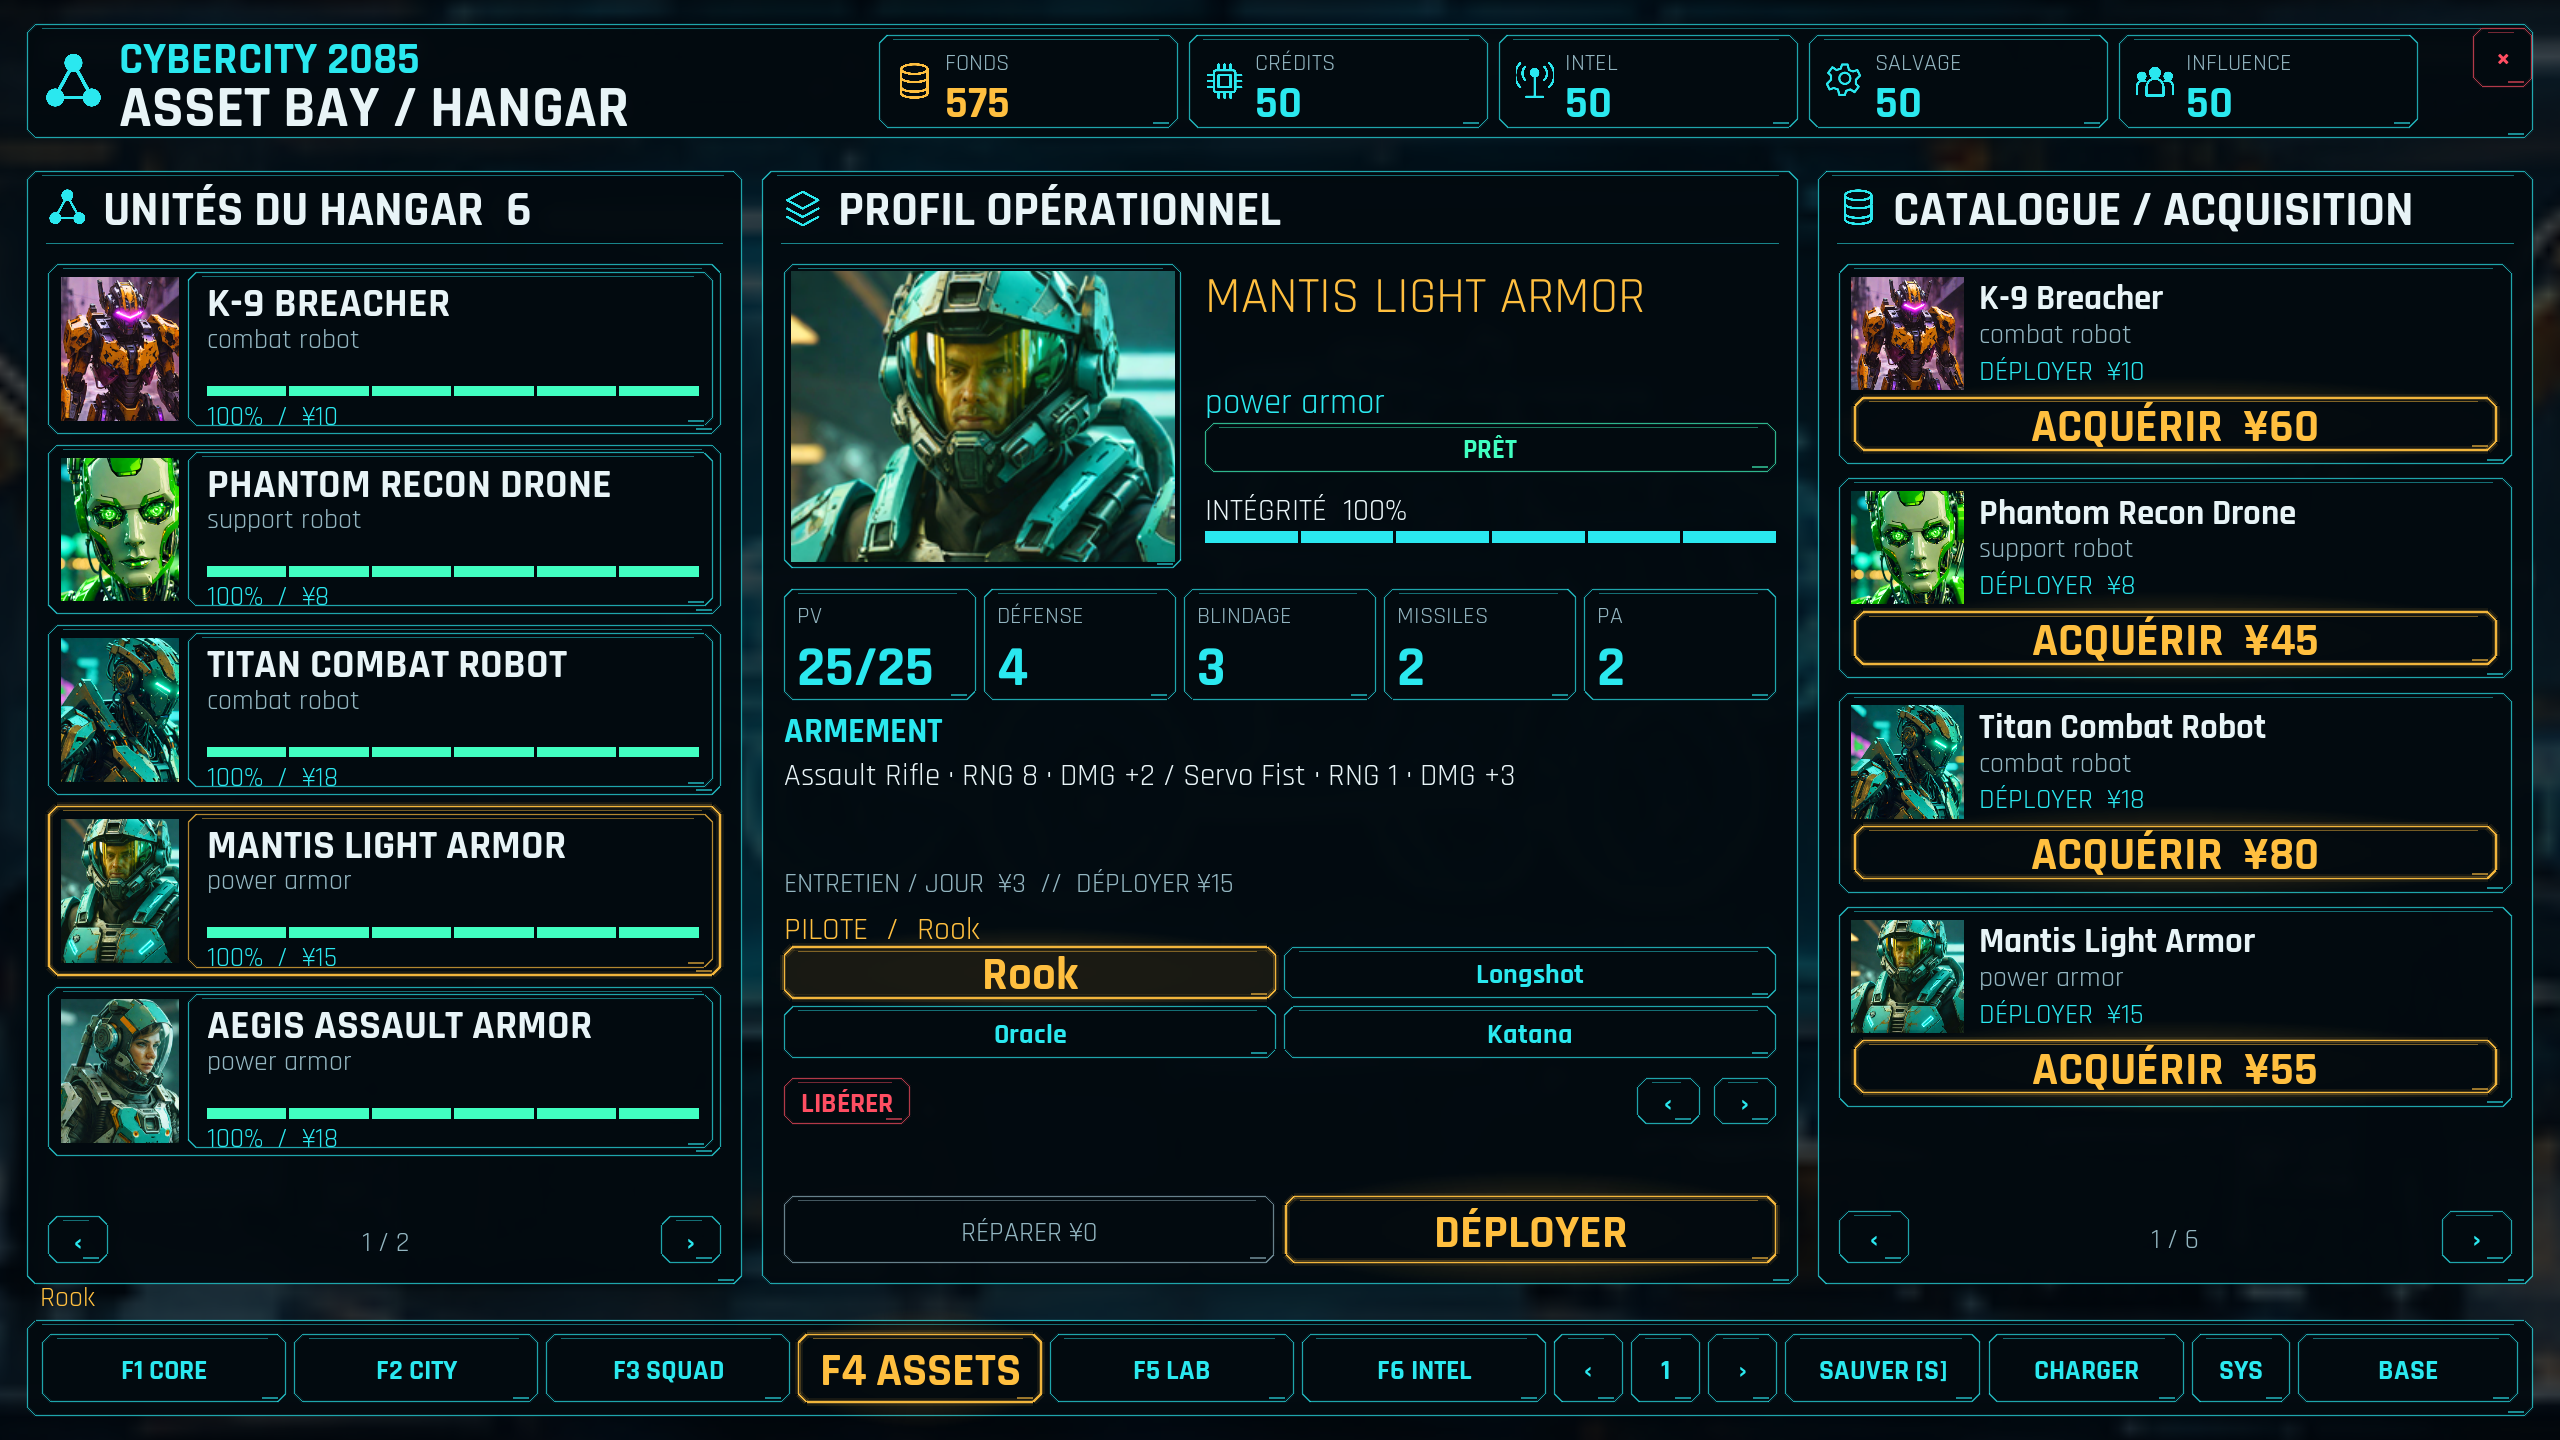 CYBERCITY 2085
ASSET BAY / HANGAR
FONDS
575
CRÉDITS
50
INTEL
50
SALVAGE
50
INFLUENCE
50
×
UNITÉS DU HANGAR 6
K-9 BREACHER
combat robot
100% / ¥10
PHANTOM RECON DRONE
support robot
100% / ¥8
TITAN COMBAT ROBOT
combat robot
100% / ¥18
MANTIS LIGHT ARMOR
power armor
100% / ¥15
AEGIS ASSAULT ARMOR
power armor
100% / ¥18
‹
1 / 2
›
PROFIL OPÉRATIONNEL
MANTIS LIGHT ARMOR
power armor
PRÊT
INTÉGRITÉ 100%
PV
25/25
DÉFENSE
4
BLINDAGE
3
MISSILES
2
PA
2
ARMEMENT
Assault Rifle · RNG 8 · DMG +2 / Servo Fist · RNG 1 · DMG +3
ENTRETIEN / JOUR ¥3 // DÉPLOYER ¥15
PILOTE / Rook
Rook
Longshot
Oracle
Katana
LIBÉRER
‹
›
RÉPARER ¥0
DÉPLOYER
CATALOGUE / ACQUISITION
K-9 Breacher
combat robot
DÉPLOYER ¥10
ACQUÉRIR ¥60
Phantom Recon Drone
support robot
DÉPLOYER ¥8
ACQUÉRIR ¥45
Titan Combat Robot
combat robot
DÉPLOYER ¥18
ACQUÉRIR ¥80
Mantis Light Armor
power armor
DÉPLOYER ¥15
ACQUÉRIR ¥55
‹
1 / 6
›
Rook
F1 CORE
F2 CITY
F3 SQUAD
F4 ASSETS
F5 LAB
F6 INTEL
‹
1
›
SAUVER [S]
CHARGER
SYS
BASE